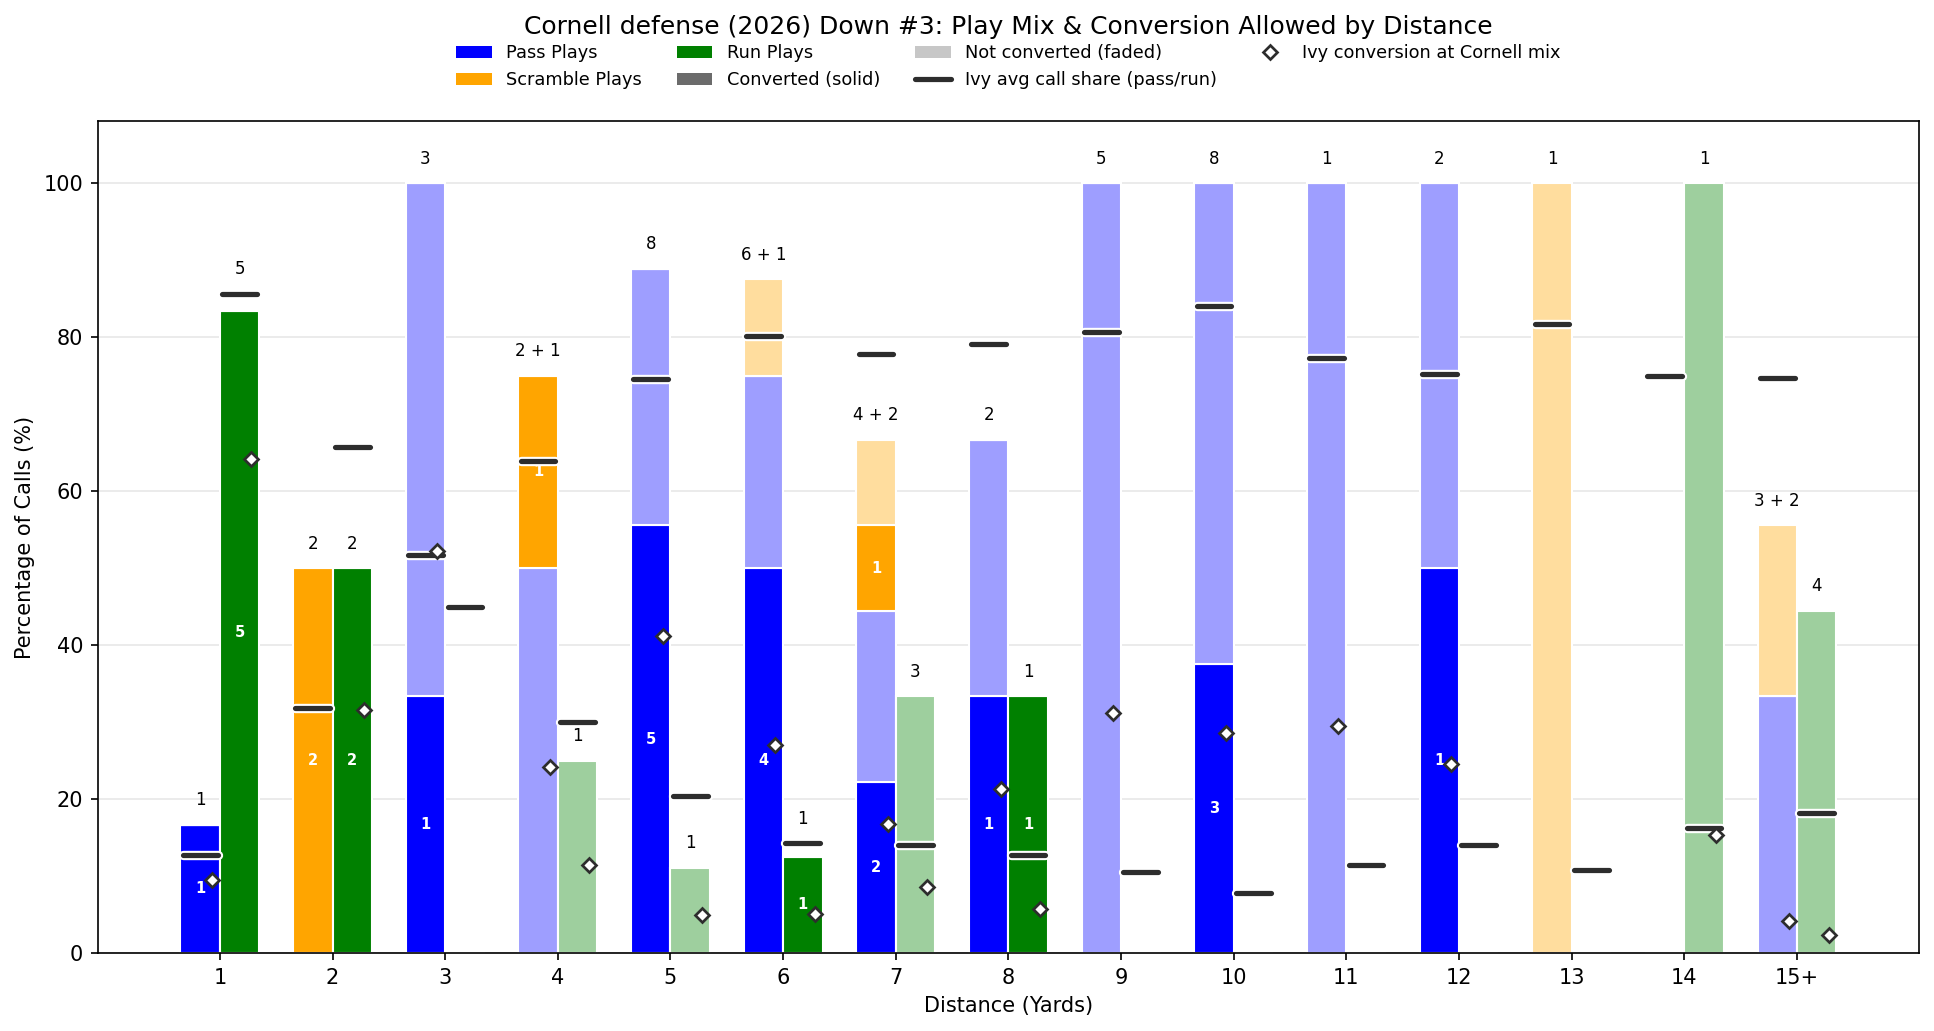 Cornell defense (2026) Down #3: Play Mix & Conversion Allowed by Distance
Pass Plays
Run Plays
Not converted (faded)
Ivy conversion at Cornell mix
Scramble Plays
Converted (solid)
Ivy avg call share (pass/run)
Percentage of Calls (%)
100
80
60
40
20
0
1
5
2
2
3
2 + 1
1
8
1
6 + 1
1
4 + 2
3
2
1
5
8
1
2
1
1
3 + 2
4
1
5
2
2
1
1
5
4
1
2
1
1
1
3
1
1 2 3 4 5 6 7 8 9 10 11 12 13 14 15+
Distance (Yards)